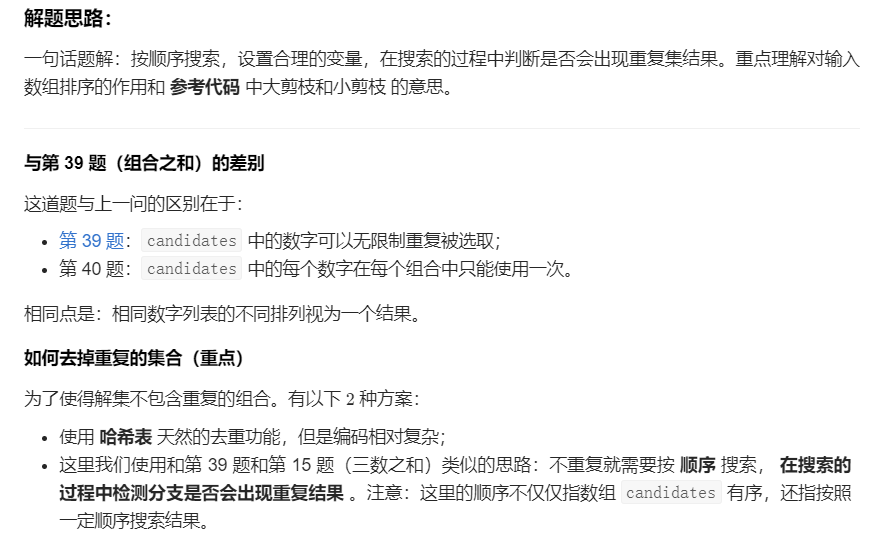 解题思路：
一句话题解：按顺序搜索，设置合理的变量，在搜索的过程中判断是否会出现重复集结果。重点理解对输入
数组排序的作用和 参考代码 中大剪枝和小剪枝 的意思。
与第 39 题（组合之和）的差别
这道题与上一问的区别在于：
• 第 39 题：candidates 中的数字可以无限制重复被选取；
• 第 40 题：candidates 中的每个数字在每个组合中只能使用一次。
相同点是：相同数字列表的不同排列视为一个结果。
如何去掉重复的集合（重点）
为了使得解集不包含重复的组合。有以下 2 种方案：
• 使用 哈希表 天然的去重功能，但是编码相对复杂；
• 这里我们使用和第 39 题和第 15 题（三数之和）类似的思路：不重复就需要按 顺序 搜索， 在搜索的
过程中检测分支是否会出现重复结果 。注意：这里的顺序不仅仅指数组 candidates 有序，还指按照
一定顺序搜索结果。